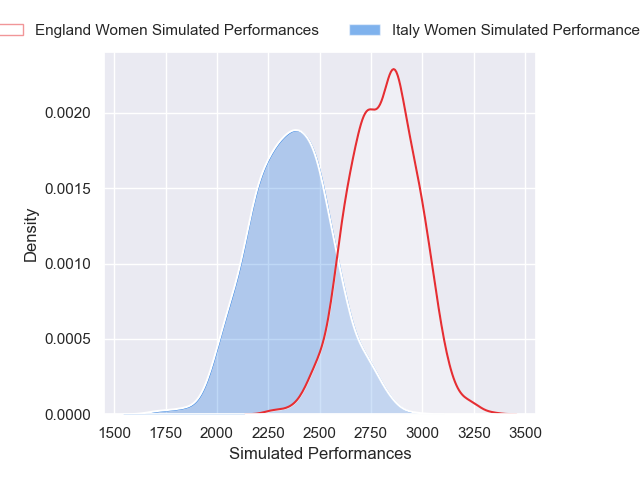 England Women Simulated Performances
Italy Women Simulated Performance
0.0020
0.0015
0.0010
0.0005
0.0000
Density
1500 1750 2000 2250 2500 2750 3000 3250 3500
Simulated Performances